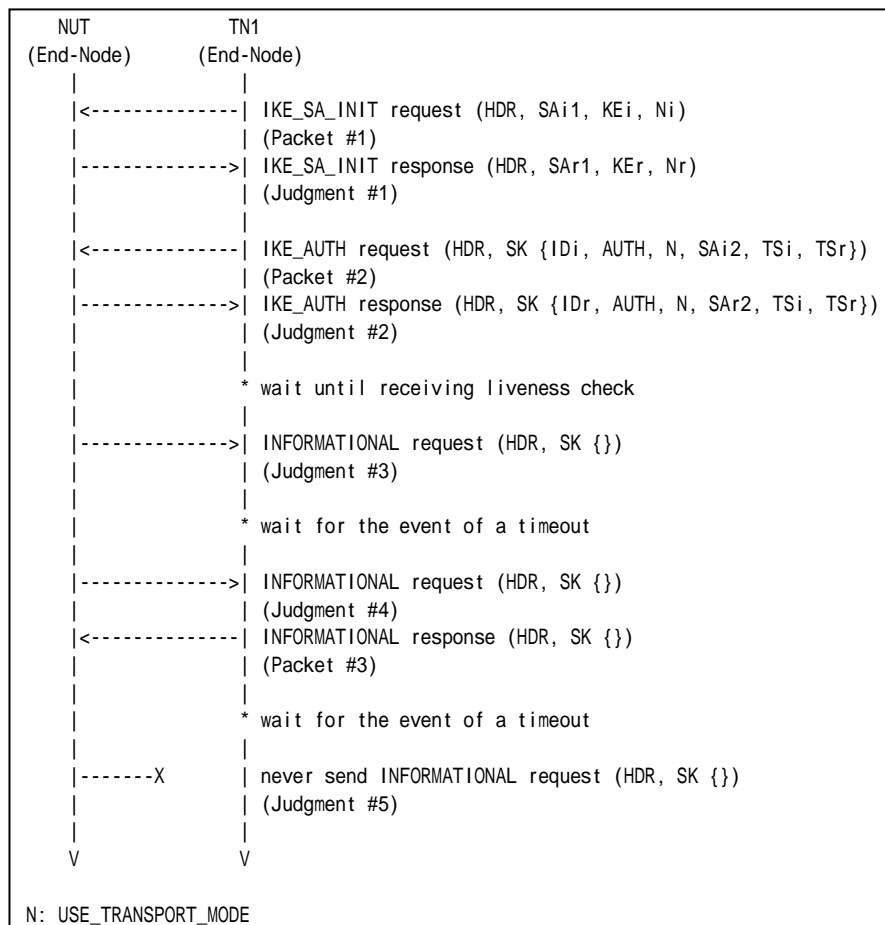 NUT TN1
(End-Node) (End-Node)
| |
|<--------------| IKE_SA_INIT request (HDR, SAi1, KEi, Ni)
| | (Packet #1)
|-------------->| IKE_SA_INIT response (HDR, SAr1, KEr, Nr)
| | (Judgment #1)
| |
|<--------------| IKE_AUTH request (HDR, SK {IDi, AUTH, N, SAi2, TSi, TSr})
| | (Packet #2)
|-------------->| IKE_AUTH response (HDR, SK {IDr, AUTH, N, SAr2, TSi, TSr})
| | (Judgment #2)
| |
| * wait until receiving liveness check
| |
|-------------->| INFORMATIONAL request (HDR, SK {})
| | (Judgment #3)
| |
| * wait for the event of a timeout
| |
|-------------->| INFORMATIONAL request (HDR, SK {})
| | (Judgment #4)
|<--------------| INFORMATIONAL response (HDR, SK {})
| | (Packet #3)
| |
| * wait for the event of a timeout
| |
|-------X | never send INFORMATIONAL request (HDR, SK {})
| | (Judgment #5)
| |
V V
N: USE_TRANSPORT_MODE